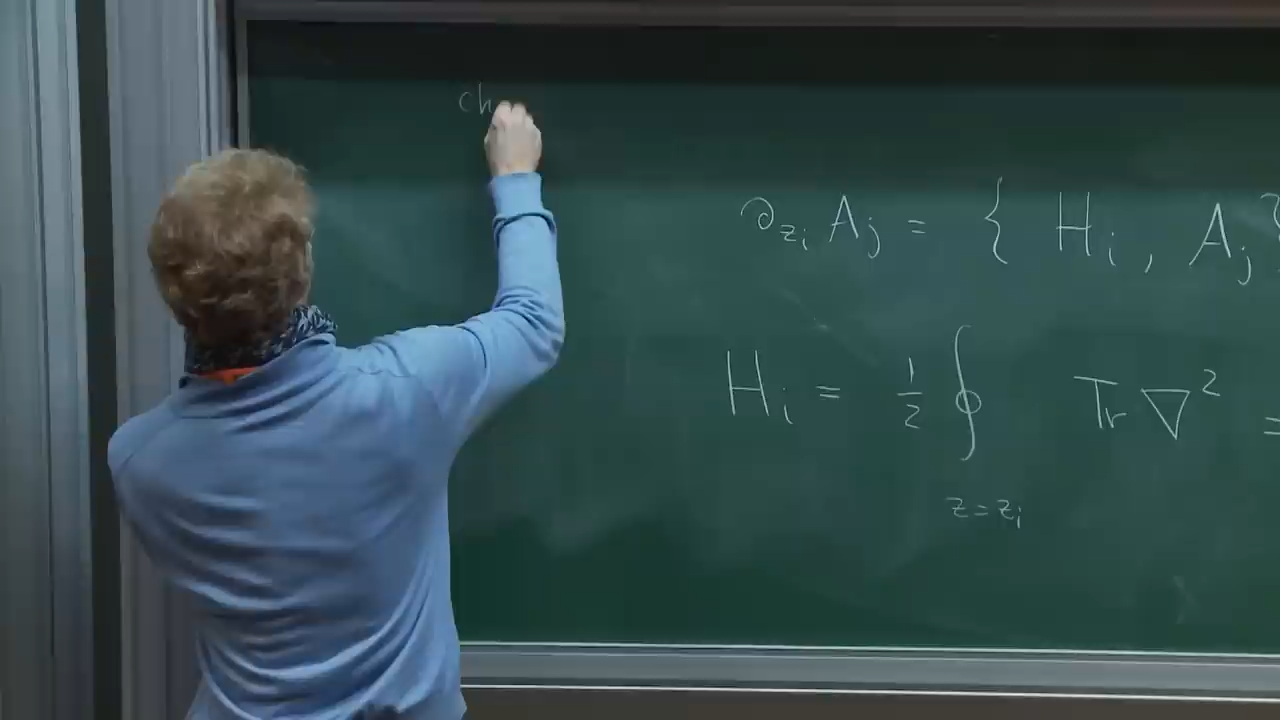 ch
∂_{z_i} A_j = { H_i , A_j }
H_i = 1/2 ∮_{z=z_i} Tr ∇² =